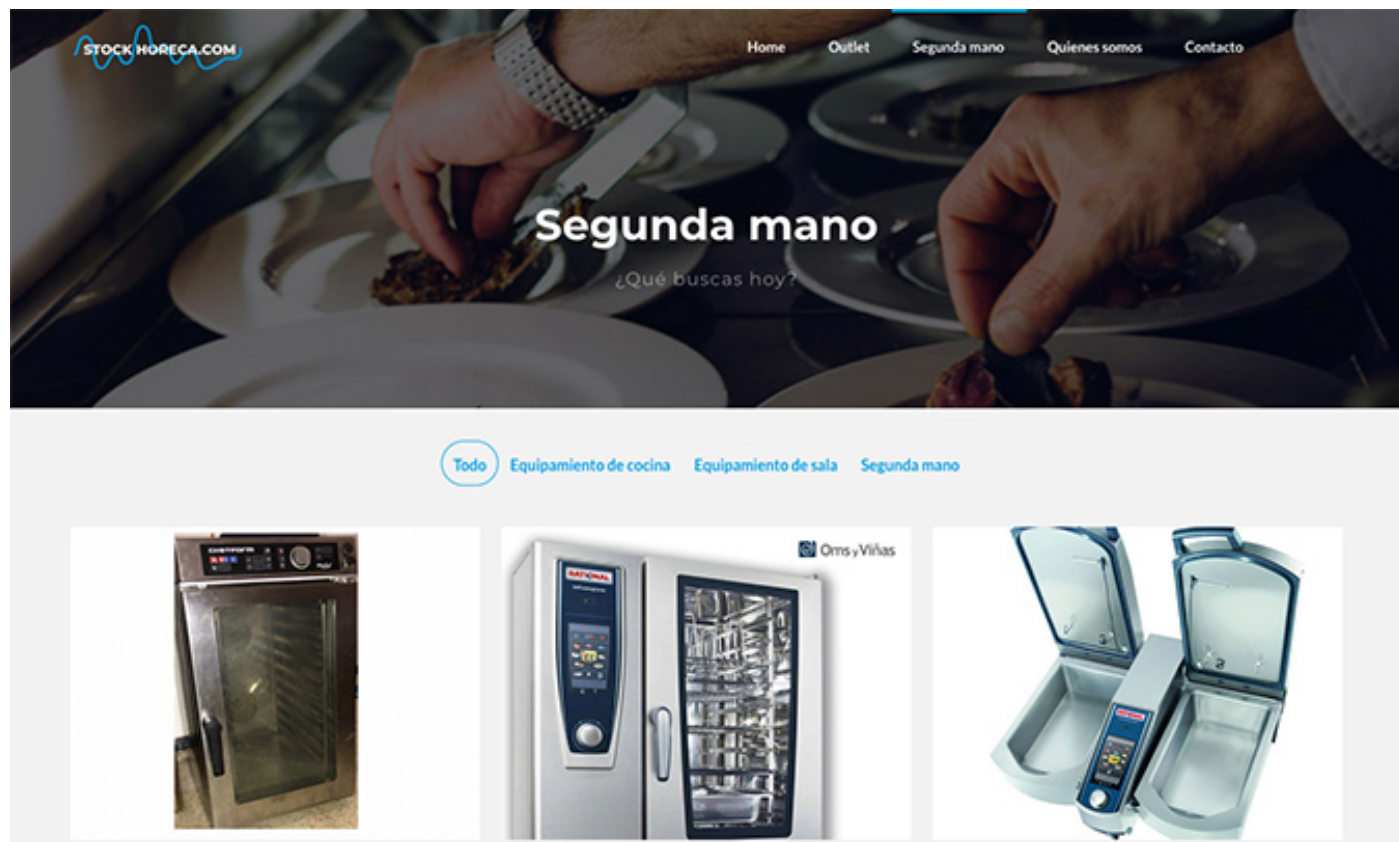 STOCK HORECA.COM
Home Outlet Segunda mano Quienes somos Contacto
Segunda mano
¿Qué buscas hoy?
Todo Equipamiento de cocina Equipamiento de sala Segunda mano
Oms y Viñas
RATIONAL